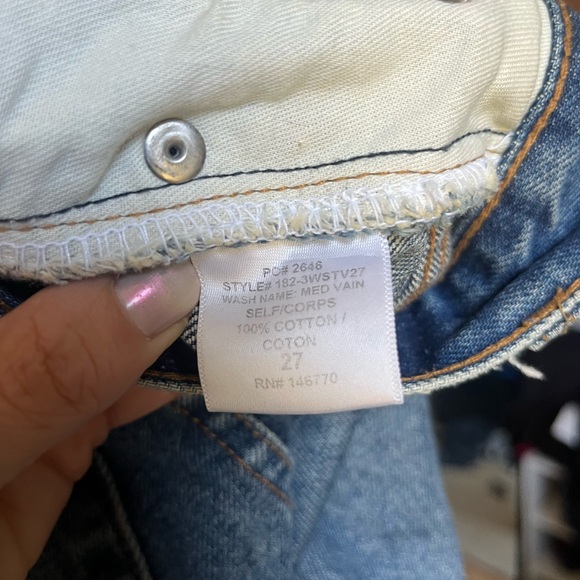 PO# 2646
STYLE# 182-3WSTV27
WASH NAME: MED VAIN
SELF/CORPS
100% COTTON /
COTON
27
RN# 146770